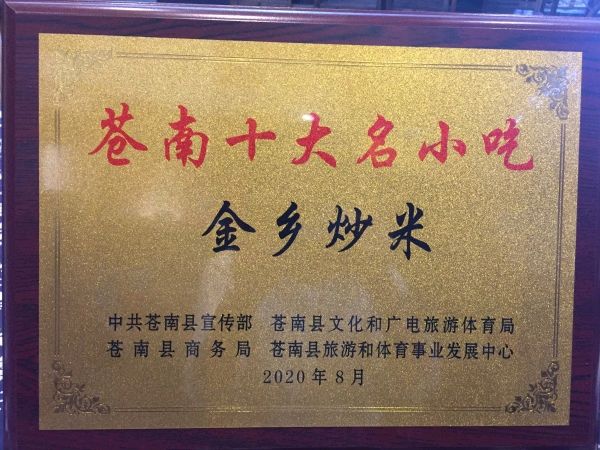 苍南十大名小吃
金乡炒米
中共苍南县宣传部 苍南县文化和广电旅游体育局
苍南县商务局 苍南县旅游和体育事业发展中心
2020年8月